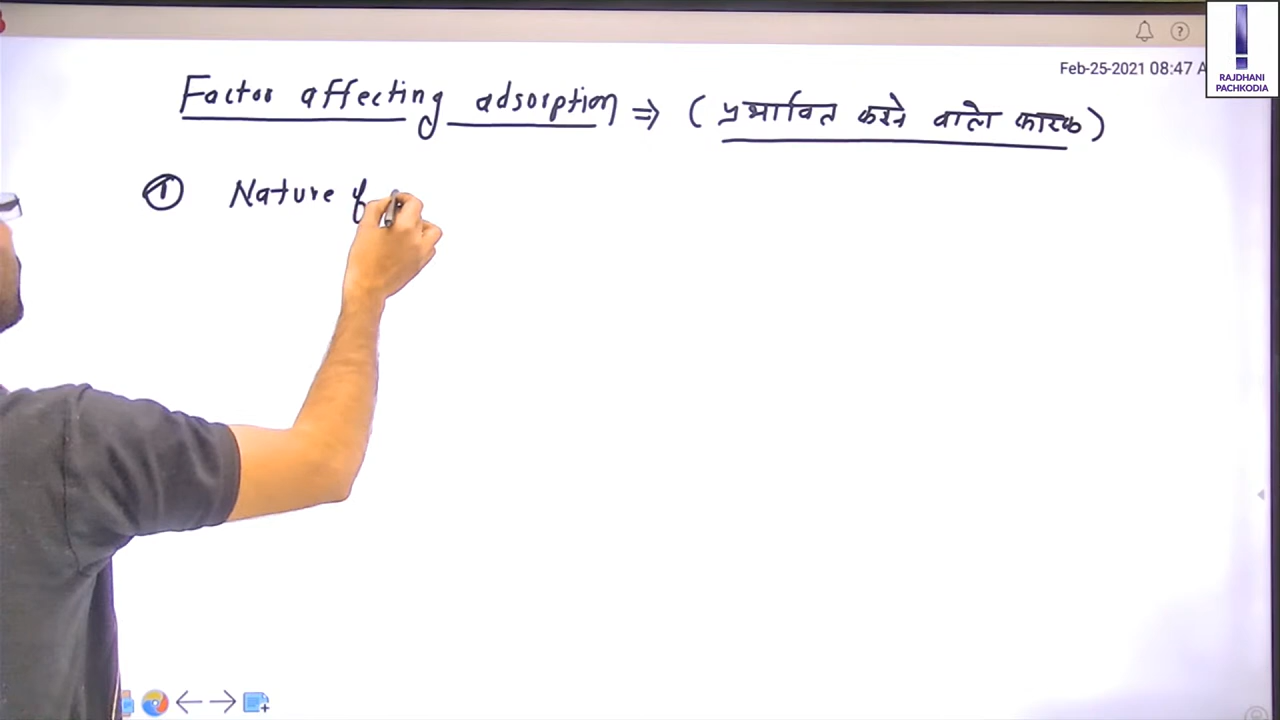 Feb-25-2021 08:47 A
RAJDHANI
PACHKODIA
Factor affecting adsorption ⇒ (प्रभावित करने वाले कारक)
① Nature of